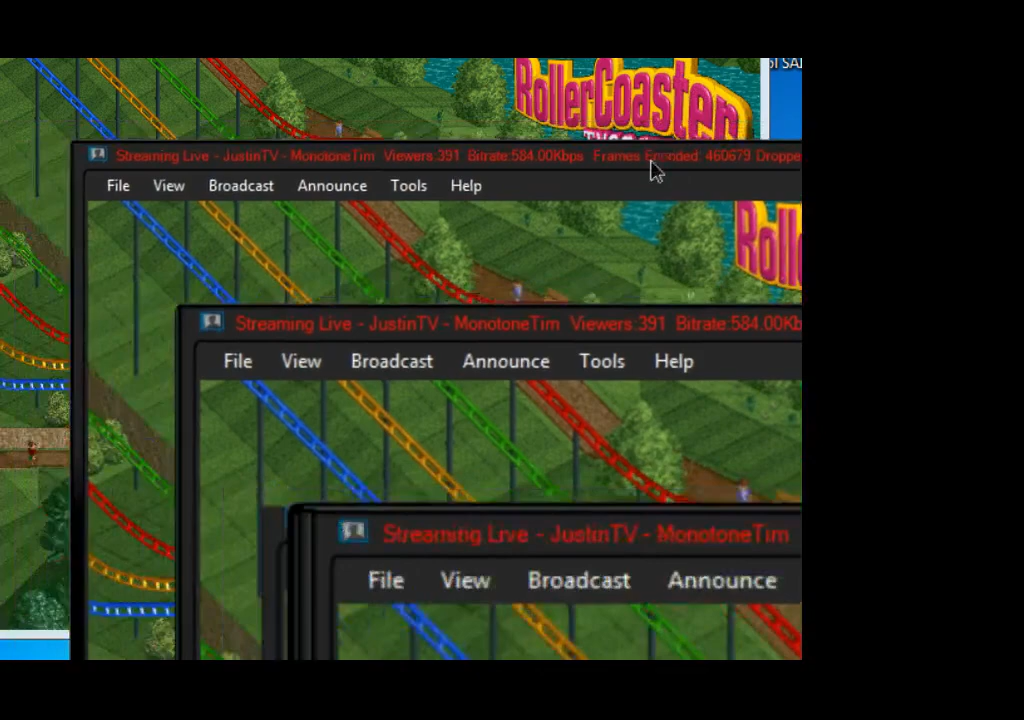 RollerCoaster
Streaming Live - JustinTV - MonotoneTim Viewers:391 Bitrate:584.00Kbps Frames Encoded: 460679 Droppe
File View Broadcast Announce Tools Help
Roll
Streaming Live - JustinTV - MonotoneTim Viewers:391 Bitrate:584.00Kb
File View Broadcast Announce Tools Help
Streaming Live - JustinTV - MonotoneTim
File View Broadcast Announce